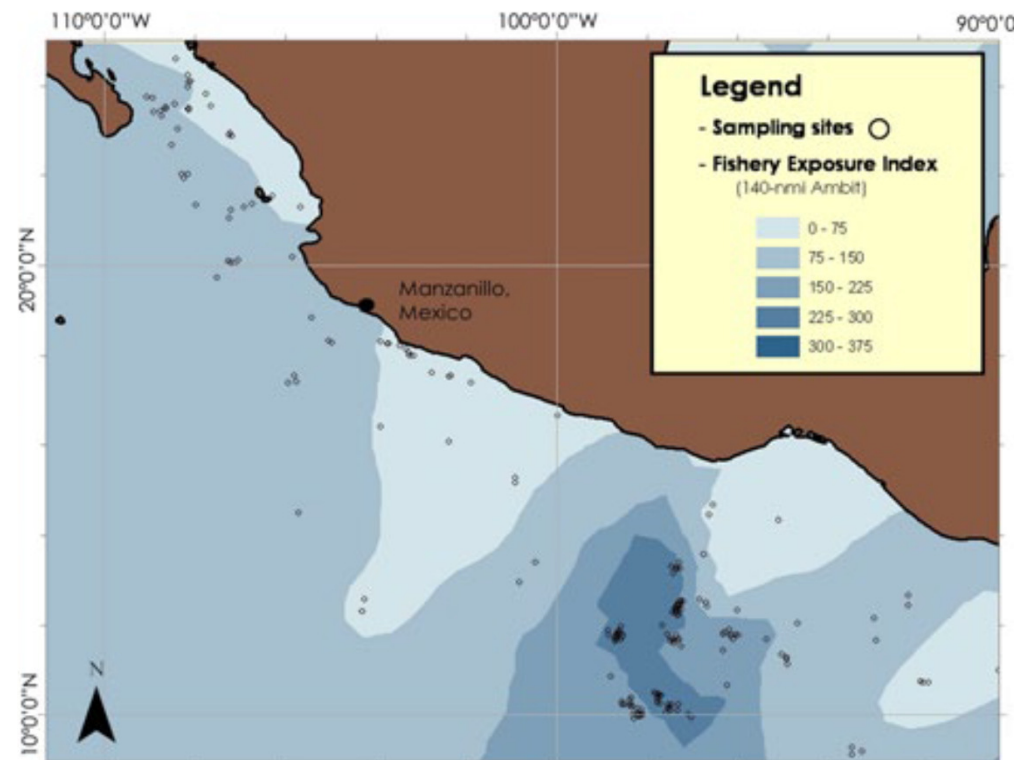 110°0'0"W
100°0'0"W
90°0'0
20°0'0"N
Manzanillo,
Mexico
10°0'0"N
N
Legend
- Sampling sites
- Fishery Exposure Index
(140-nmi Ambit)
0 - 75
75 - 150
150 - 225
225 - 300
300 - 375